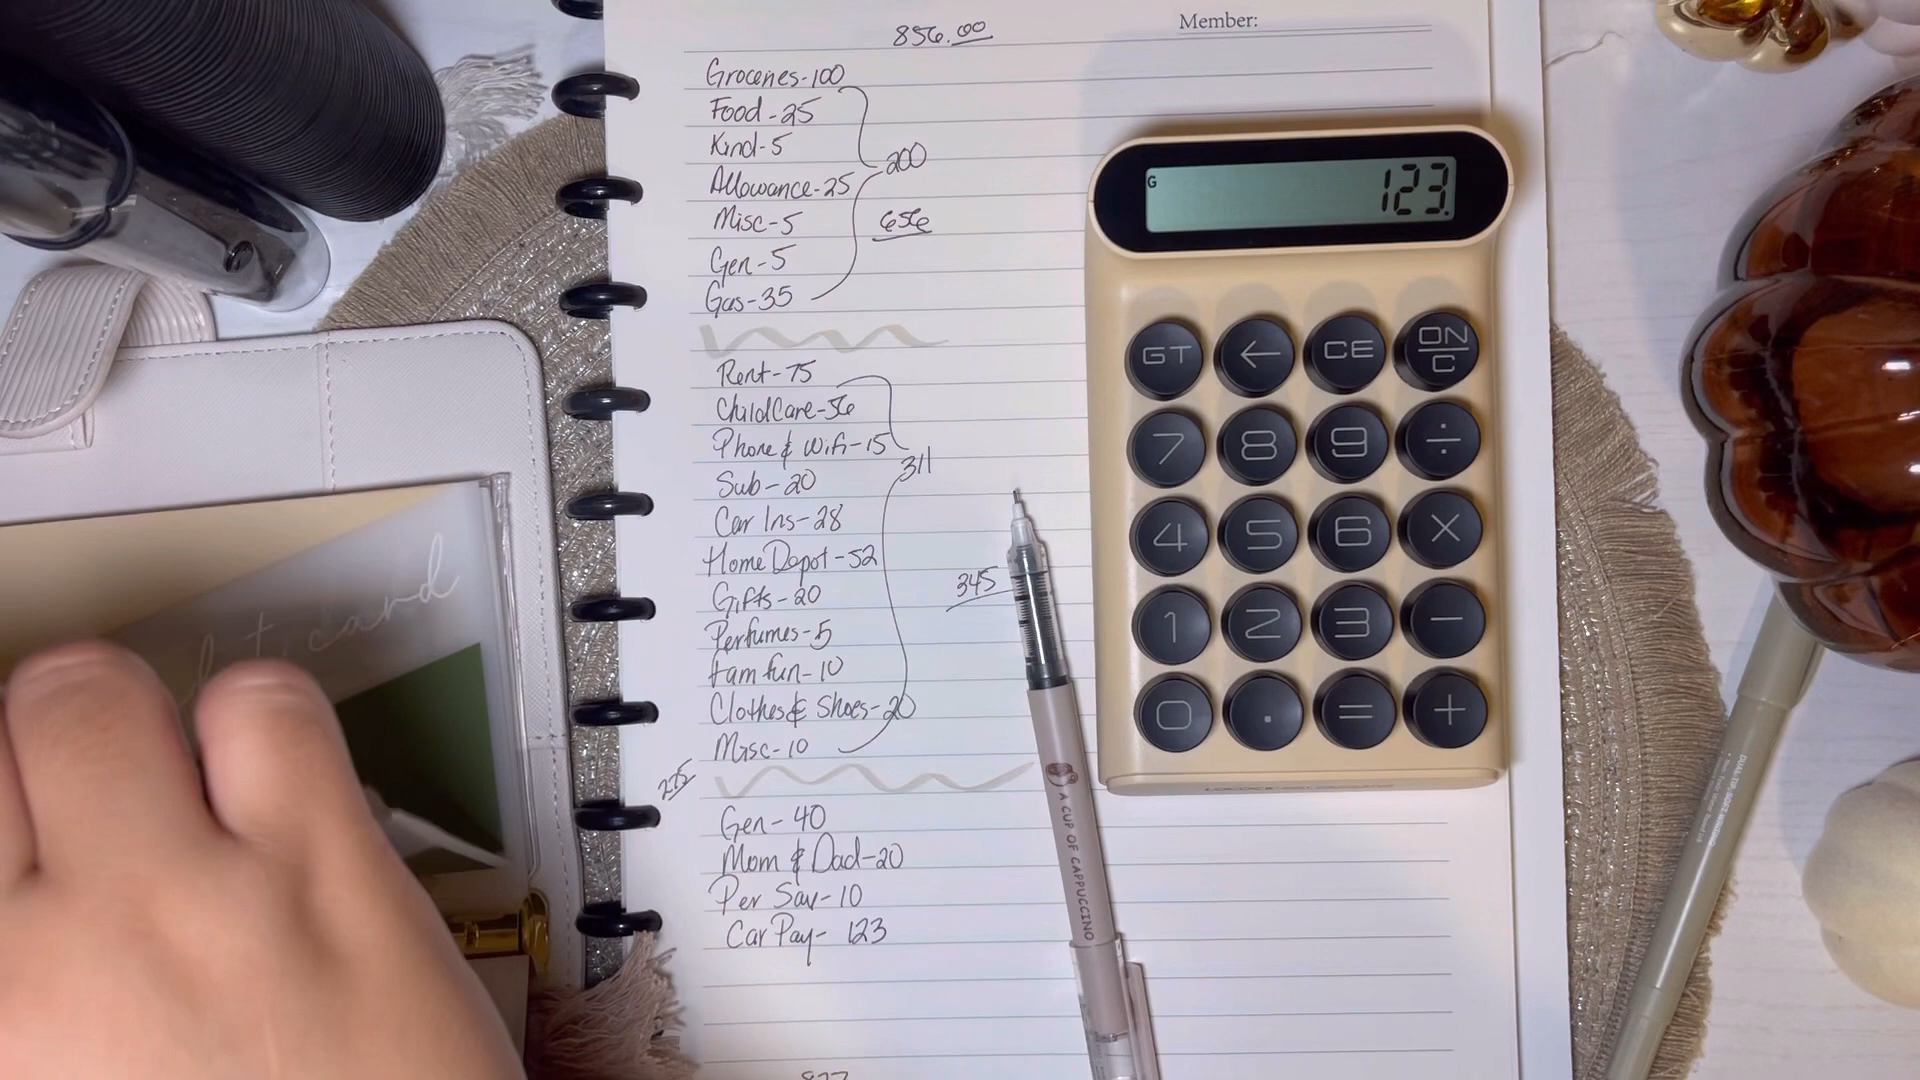 856.00
Member:
Groceries-100
Food-25
Kind-5
Allowance-25
Misc-5
Gen-5
Gas-35
200
656
Rent-75
ChildCare-56
Phone & Wifi-15
Sub-20
Car Ins-28
Home Depot-52
Gifts-20
Perfumes-5
Fam fun-10
Clothes & Shoes-20
Misc-10
311
345
275
Gen-40
Mom & Dad-20
Per Sav-10
Car Pay- 123
G 123.
GT ← CE ON/C
7 8 9 ÷
4 5 6 X
1 2 3 −
0 . = +
A CUP OF CAPPUCCINO
card